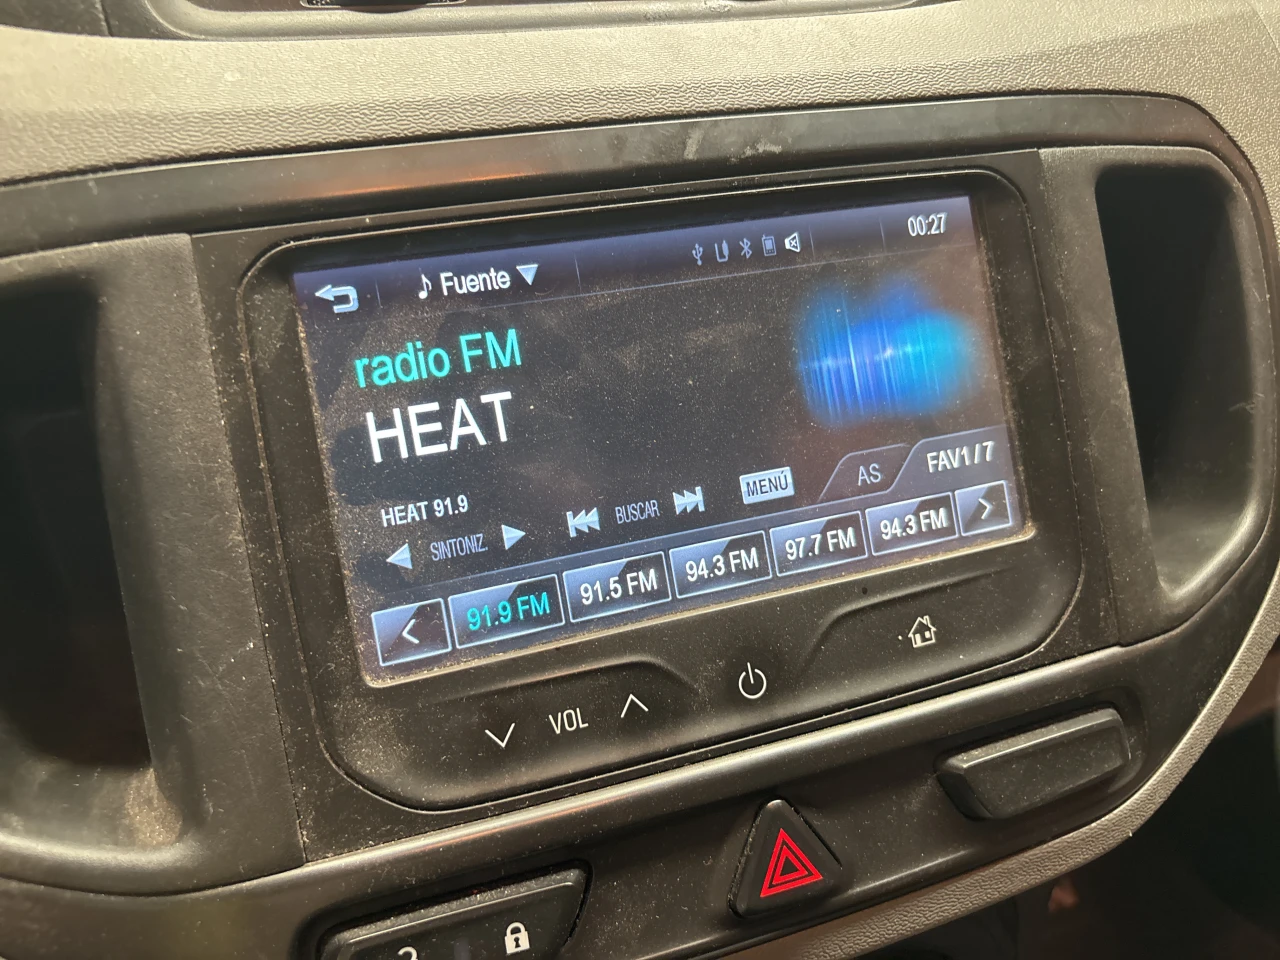 Fuente
00:27
radio FM
HEAT
HEAT 91.9
SINTONIZ.
BUSCAR
MENÚ
AS
FAV1/7
91.9 FM
91.5 FM
94.3 FM
97.7 FM
94.3 FM
VOL